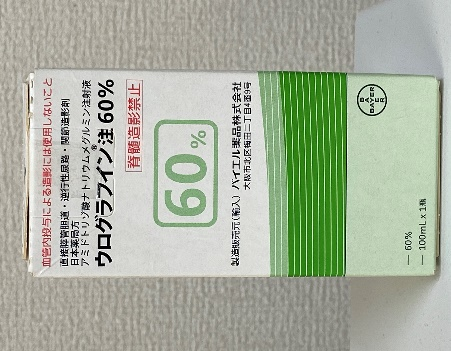 血管内投与による造影には使用しないこと
直接膵管胆道・逆行性尿路・関節造影剤
日本薬局方
アミドトリゾ酸ナトリウムメグルミン注射液
ウログラフイン®注60%
脊髄造影禁止
60%
製造販売元(輸入) バイエル薬品株式会社
大阪市北区梅田二丁目4番9号
BAYER
BAYER
60%
100mL x 1瓶